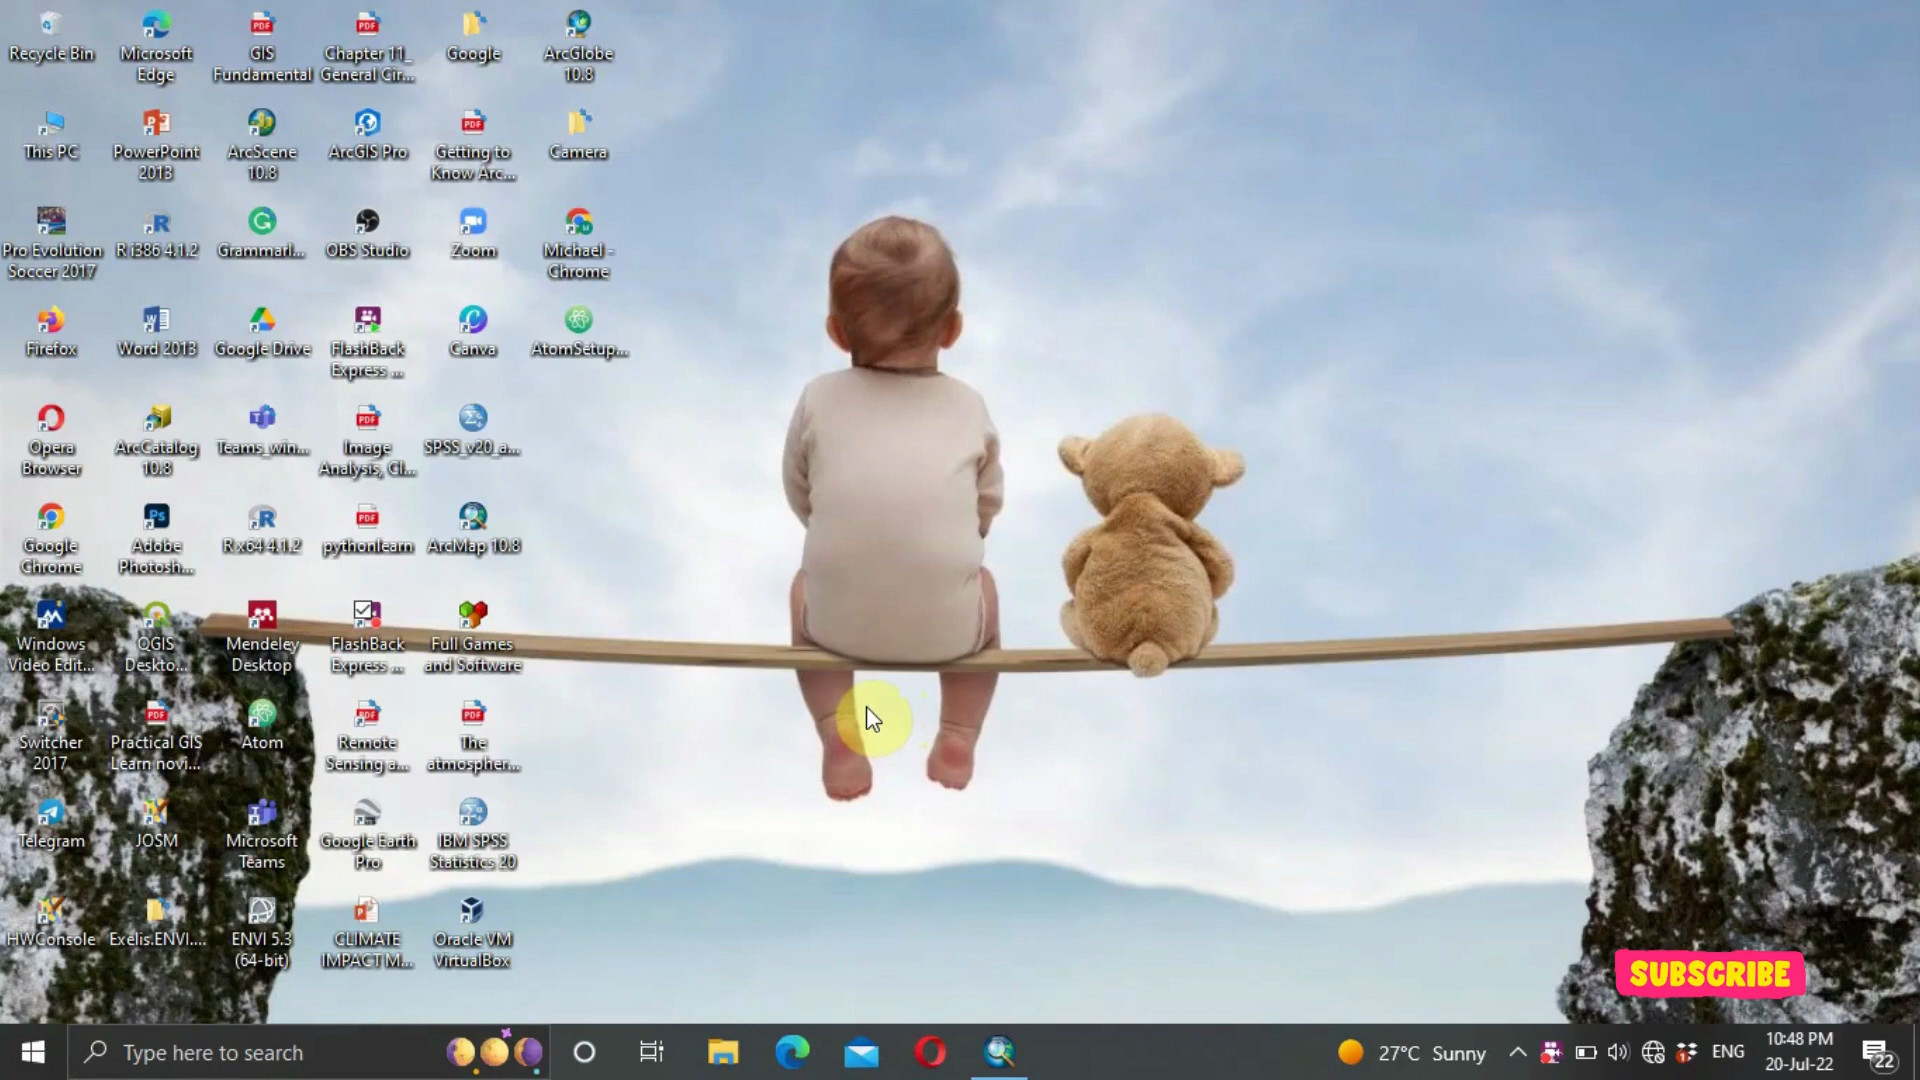 Recycle Bin
Microsoft
Edge
GIS
Fundamental
Chapter 11_
General Cir...
Google
ArcGlobe
10.8
This PC
PowerPoint
2013
ArcScene
10.8
ArcGIS Pro
Getting to
Know Arc...
Camera
Pro Evolution
Soccer 2017
R i386 4.1.2
Grammarl...
OBS Studio
Zoom
Michael -
Chrome
Firefox
Word 2013
Google Drive
FlashBack
Express ...
Canva
AtomSetup...
Opera
Browser
ArcCatalog
10.8
Teams_win...
Image
Analysis, Cl...
SPSS_v20_a...
Google
Chrome
Adobe
Photosh...
R x64 4.1.2
pythonlearn
ArcMap 10.8
Windows
Video Edit...
QGIS
Deskto...
Mendeley
Desktop
FlashBack
Express ...
Full Games
and Software
Switcher
2017
Practical GIS
Learn novi...
Atom
Remote
Sensing a...
The
atmospher...
Telegram
JOSM
Microsoft
Teams
Google Earth
Pro
IBM SPSS
Statistics 20
HWConsole
Exelis.ENVI....
ENVI 5.3
(64-bit)
CLIMATE
IMPACT M...
Oracle VM
VirtualBox
SUBSCRIBE
Type here to search
27°C Sunny
ENG
10:48 PM
20-Jul-22
22